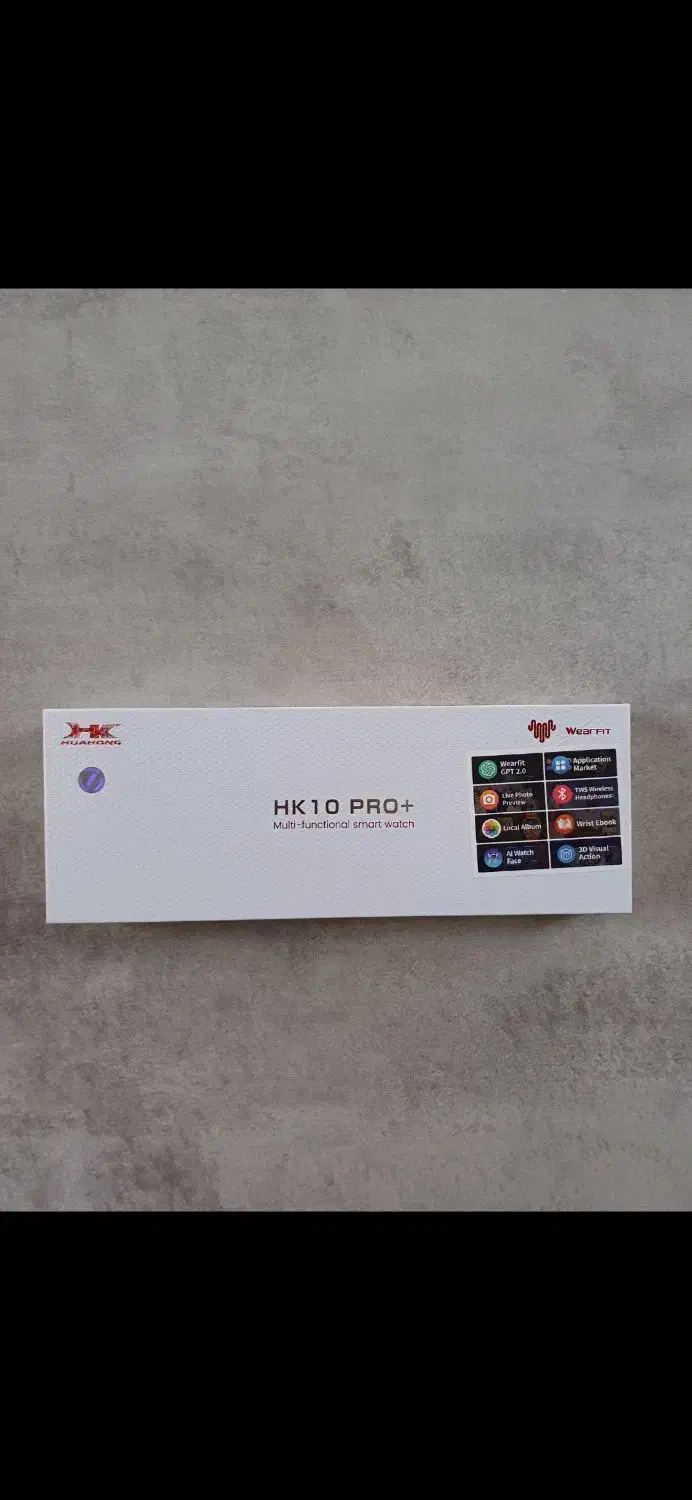 HK
HUAHONG
WearFit
HK10 PRO+
Multi-functional smart watch
Wearfit
GPT 2.0
Application
Market
Live Photo
Preview
TWS Wireless
Headphones
Local Album
Wrist Ebook
AI Watch
Face
3D Visual
Action